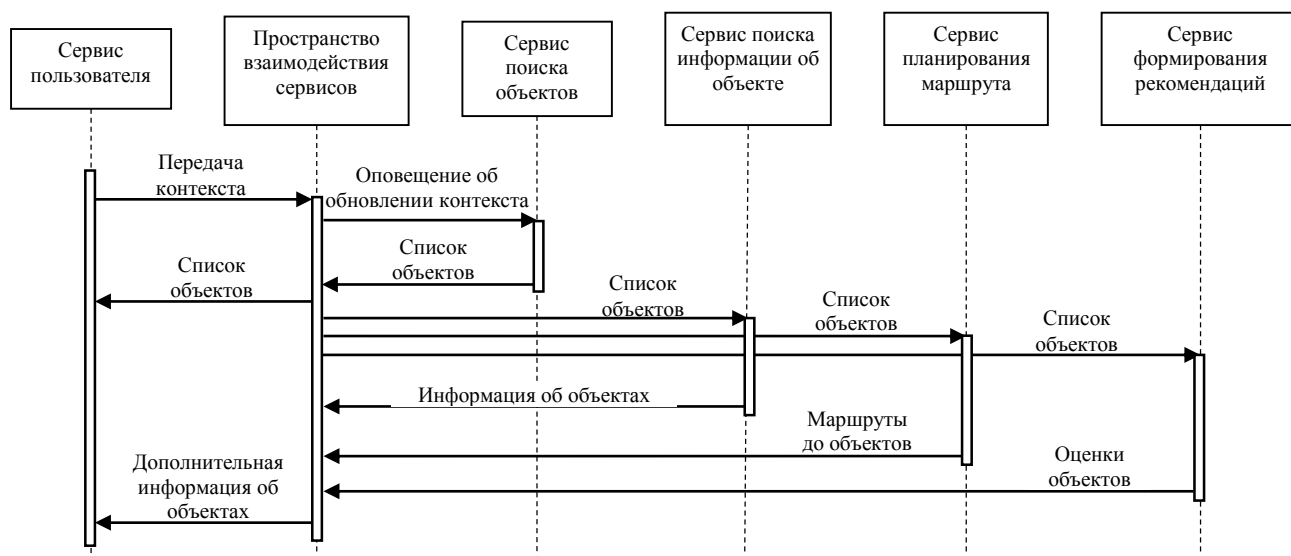 Сервис
пользователя
Пространство
взаимодействия
сервисов
Сервис
поиска
объектов
Сервис поиска
информации об
объекте
Сервис
планирования
маршрута
Сервис
формирования
рекомендаций
Передача
контекста
Оповещение об
обновлении контекста
Список
объектов
Список
объектов
Список
объектов
Список
объектов
Список
объектов
Информация об объектах
Маршруты
до объектов
Оценки
объектов
Дополнительная
информация об
объектах